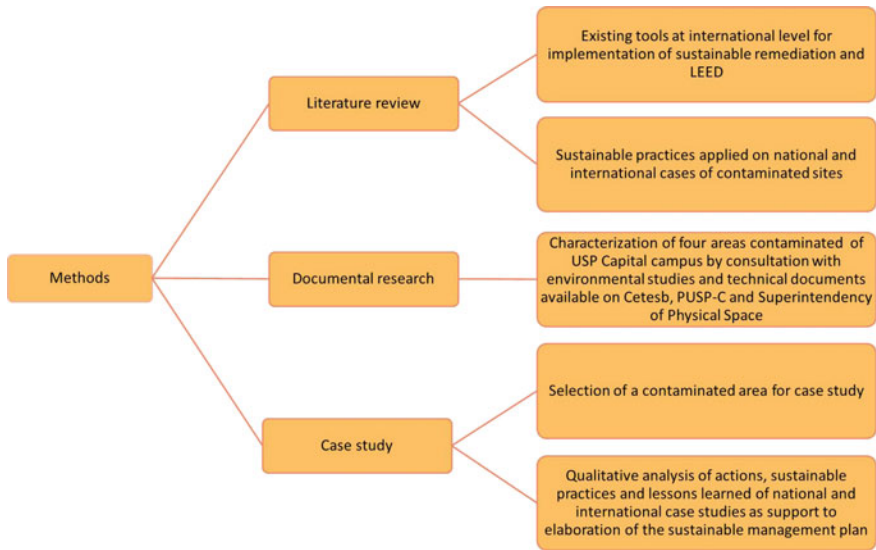 Methods
Literature review
Existing tools at international level for
implementation of sustainable remediation and
LEED
Sustainable practices applied on national and
international cases of contaminated sites
Documental research
Characterization of four areas contaminated of
USP Capital campus by consultation with
environmental studies and technical documents
available on Cetesb, PUSP-C and Superintendency
of Physical Space
Case study
Selection of a contaminated area for case study
Qualitative analysis of actions, sustainable
practices and lessons learned of national and
international case studies as support to
elaboration of the sustainable management plan